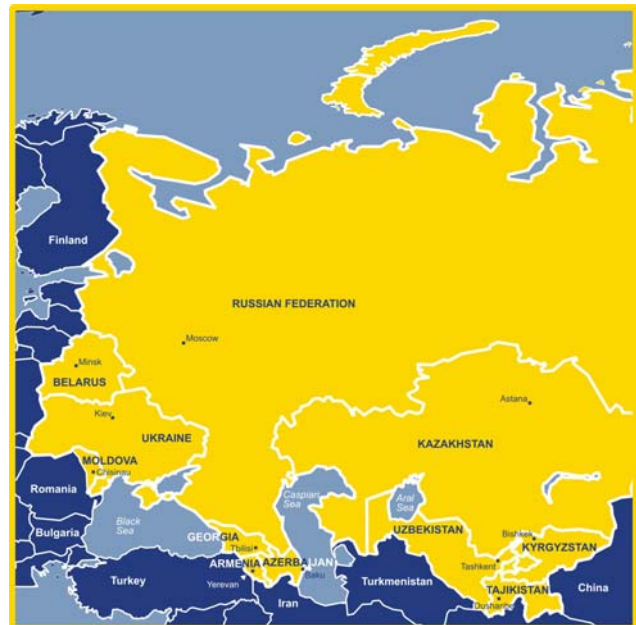 Finland
RUSSIAN FEDERATION
Moscow
Minsk
BELARUS
Astana
Kiev
UKRAINE
KAZAKHSTAN
MOLDOVA
Chisinau
Romania
Caspian
Sea
Aral
Sea
Black
Sea
UZBEKISTAN
Bulgaria
GEORGIA
Bishkek
Tbilisi
KYRGYZSTAN
ARMENIA
AZERBAIJAN
Tashkent
Baku
Turkey
Yerevan
Turkmenistan
TAJIKISTAN
China
Iran
Dushanbe